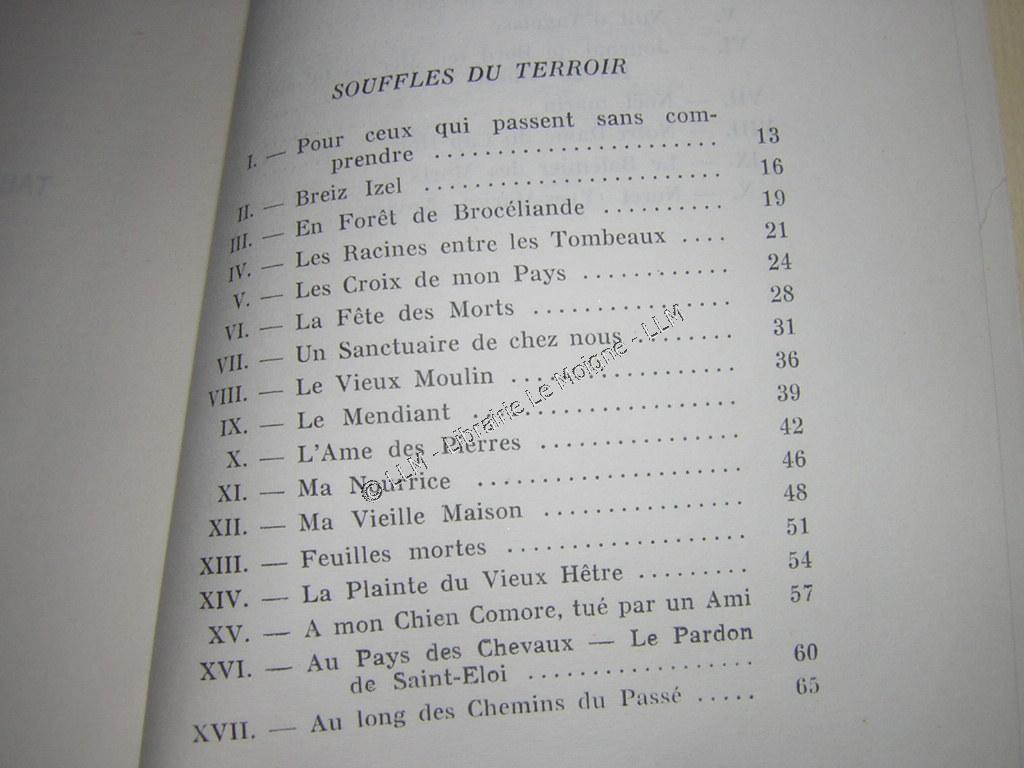 SOUFFLES DU TERROIR
I. — Pour ceux qui passent sans com-
prendre .......................... 13
II. — Breiz Izel .......................... 16
III. — En Forêt de Brocéliande .......... 19
IV. — Les Racines entre les Tombeaux .... 21
V. — Les Croix de mon Pays ............. 24
VI. — La Fête des Morts ................ 28
VII. — Un Sanctuaire de chez nous ........ 31
VIII. — Le Vieux Moulin .................. 36
IX. — Le Mendiant ..................... 39
X. — L'Ame des Pierres ................. 42
XI. — Ma Nourrice ...................... 46
XII. — Ma Vieille Maison ................. 48
XIII. — Feuilles mortes .................... 51
XIV. — La Plainte du Vieux Hêtre ......... 54
XV. — A mon Chien Comore, tué par un Ami 57
XVI. — Au Pays des Chevaux — Le Pardon
de Saint-Eloi .................. 60
XVII. — Au long des Chemins du Passé ..... 65
© LLM - Librairie Le Moigne - LLM